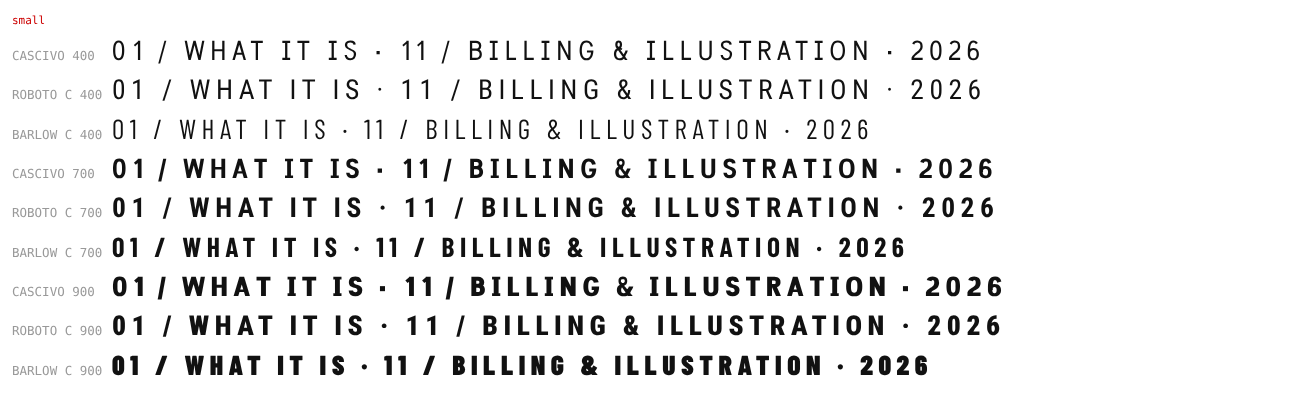 small
CASCIVO 400 01 / WHAT IT IS · 11 / BILLING & ILLUSTRATION · 2026
ROBOTO C 400 01 / WHAT IT IS · 11 / BILLING & ILLUSTRATION · 2026
BARLOW C 400 01 / WHAT IT IS · 11 / BILLING & ILLUSTRATION · 2026
CASCIVO 700 01 / WHAT IT IS · 11 / BILLING & ILLUSTRATION · 2026
ROBOTO C 700 01 / WHAT IT IS · 11 / BILLING & ILLUSTRATION · 2026
BARLOW C 700 01 / WHAT IT IS · 11 / BILLING & ILLUSTRATION · 2026
CASCIVO 900 01 / WHAT IT IS · 11 / BILLING & ILLUSTRATION · 2026
ROBOTO C 900 01 / WHAT IT IS · 11 / BILLING & ILLUSTRATION · 2026
BARLOW C 900 01 / WHAT IT IS · 11 / BILLING & ILLUSTRATION · 2026